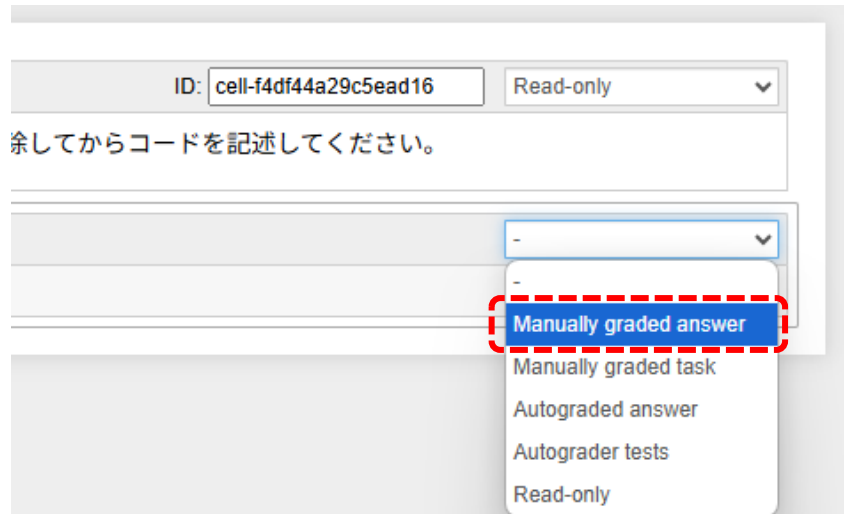 ID: cell-f4df44a29c5ead16 Read-only
除してからコードを記述してください。
-
-
Manually graded answer
Manually graded task
Autograded answer
Autograder tests
Read-only